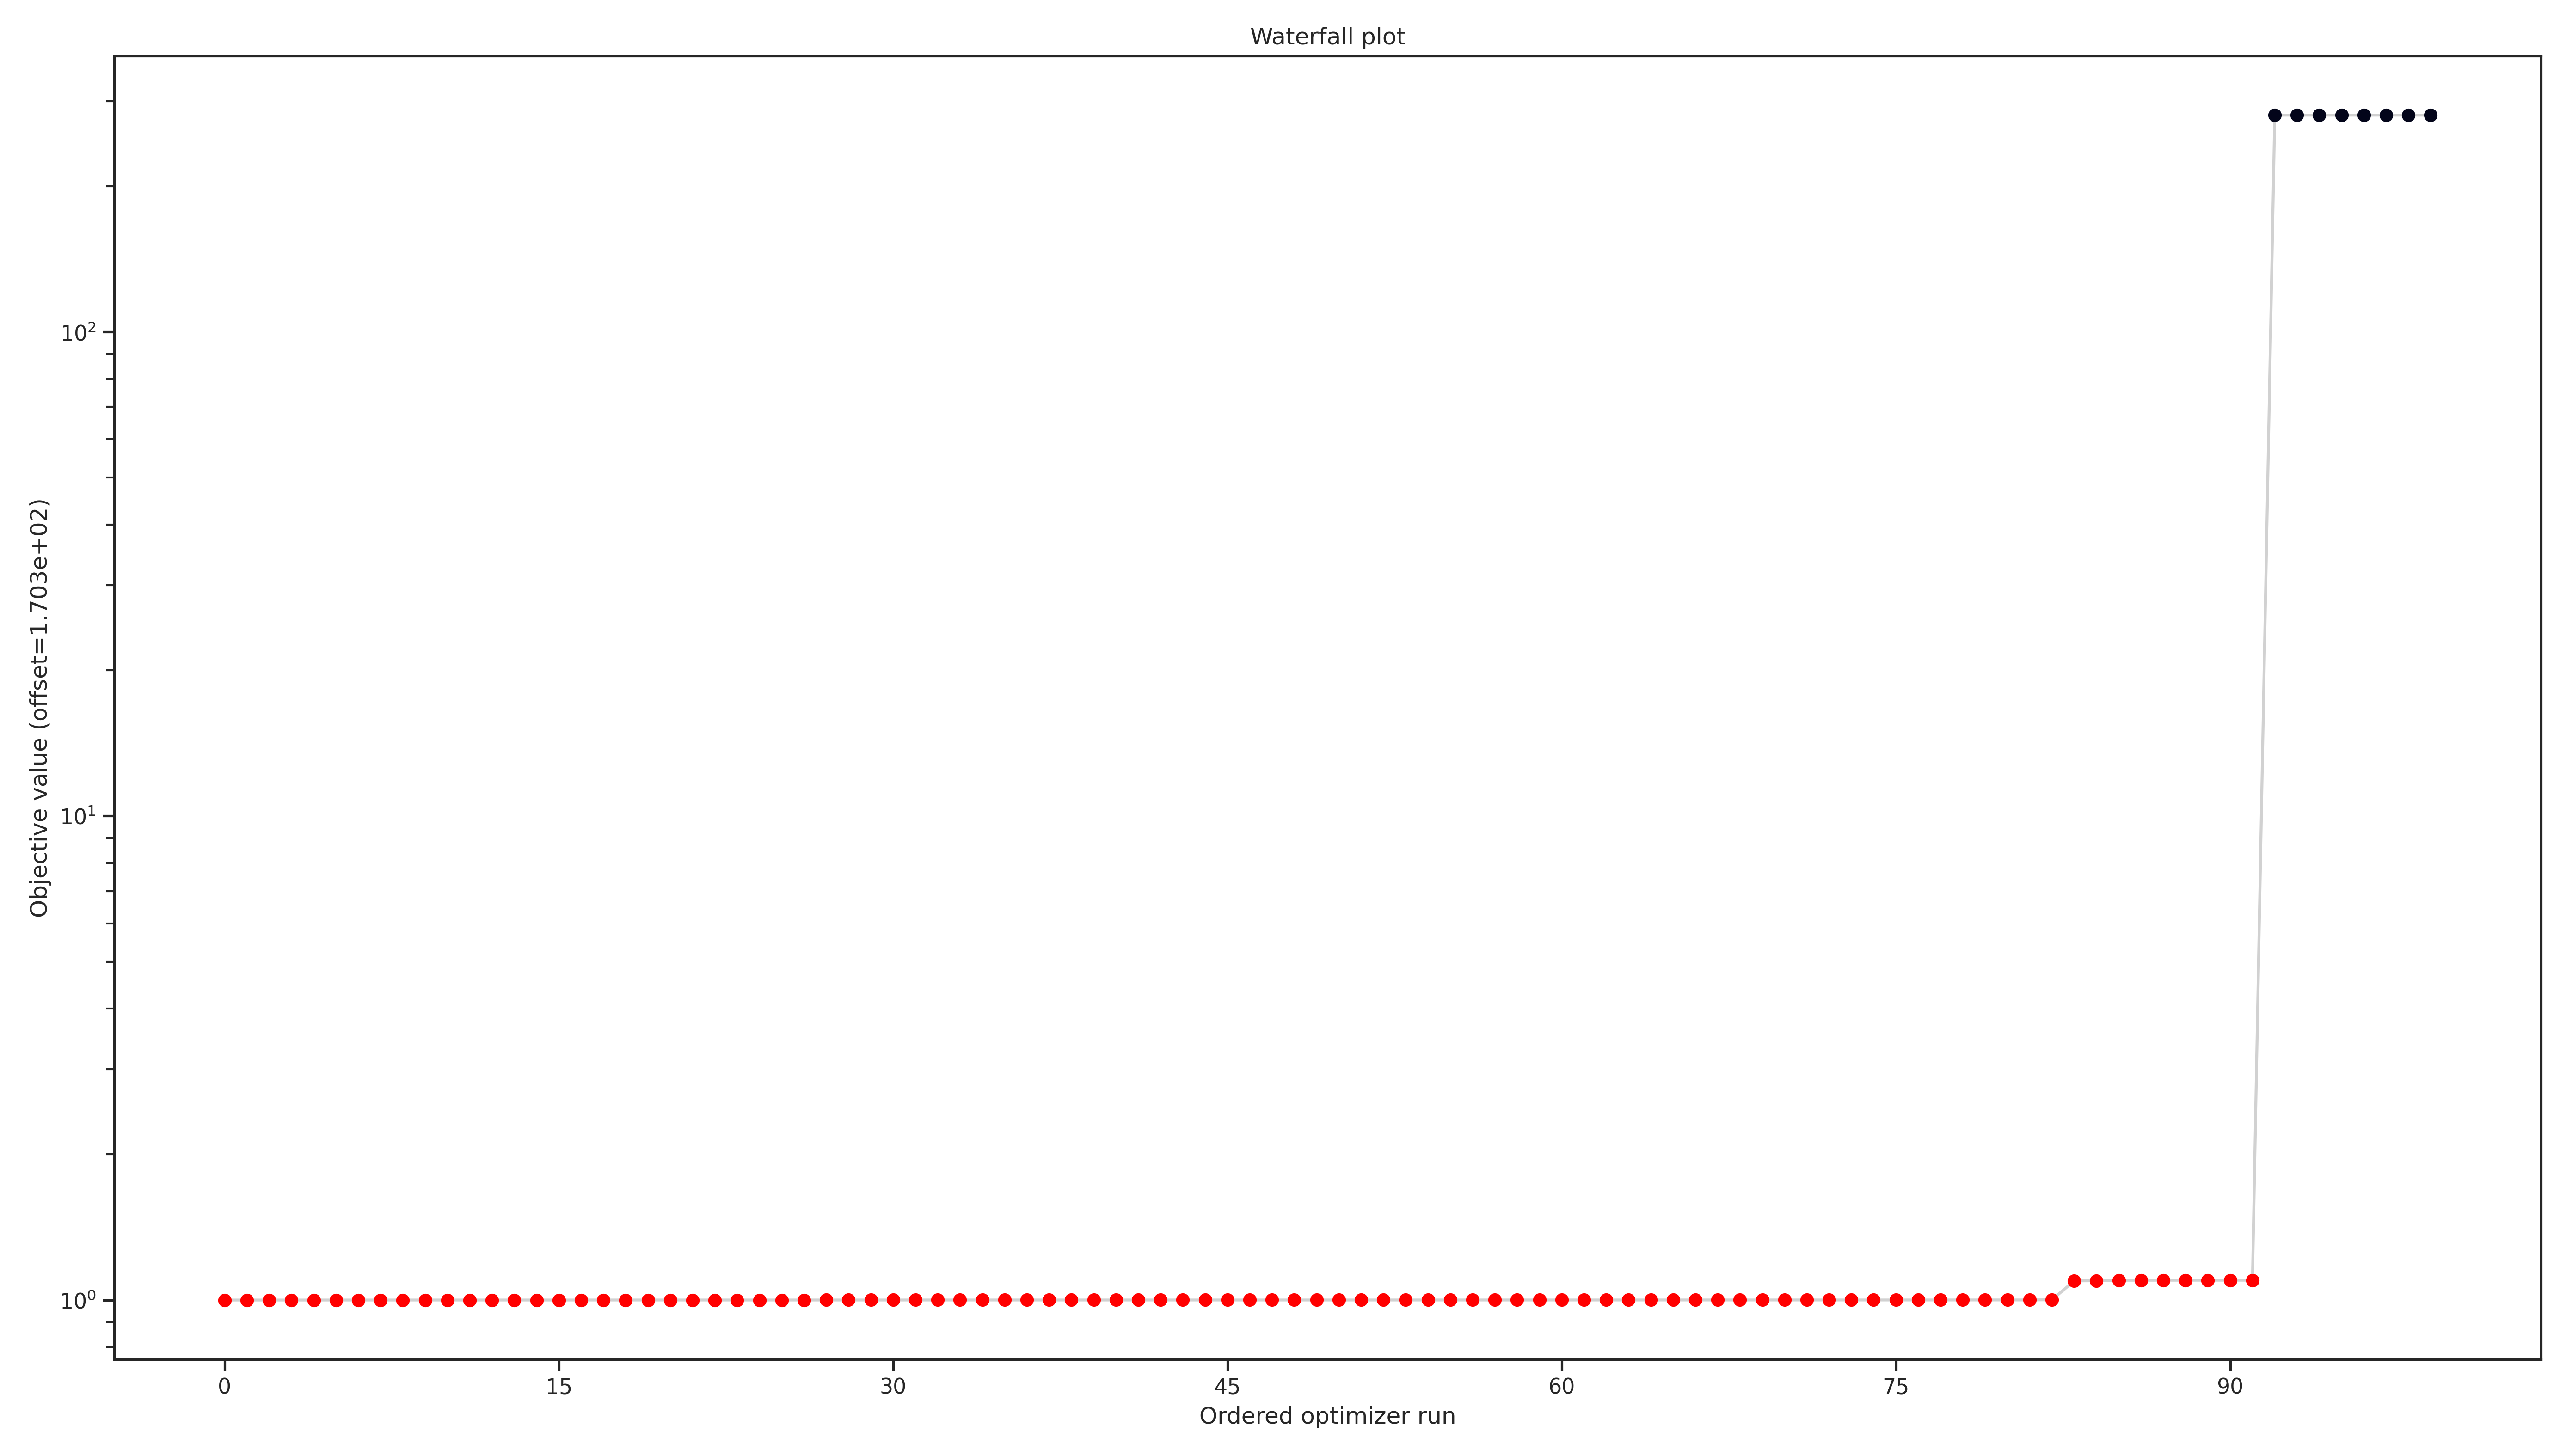 Waterfall plot
Objective value (offset=1.703e+02)
10²
10¹
10⁰
0 15 30 45 60 75 90
Ordered optimizer run